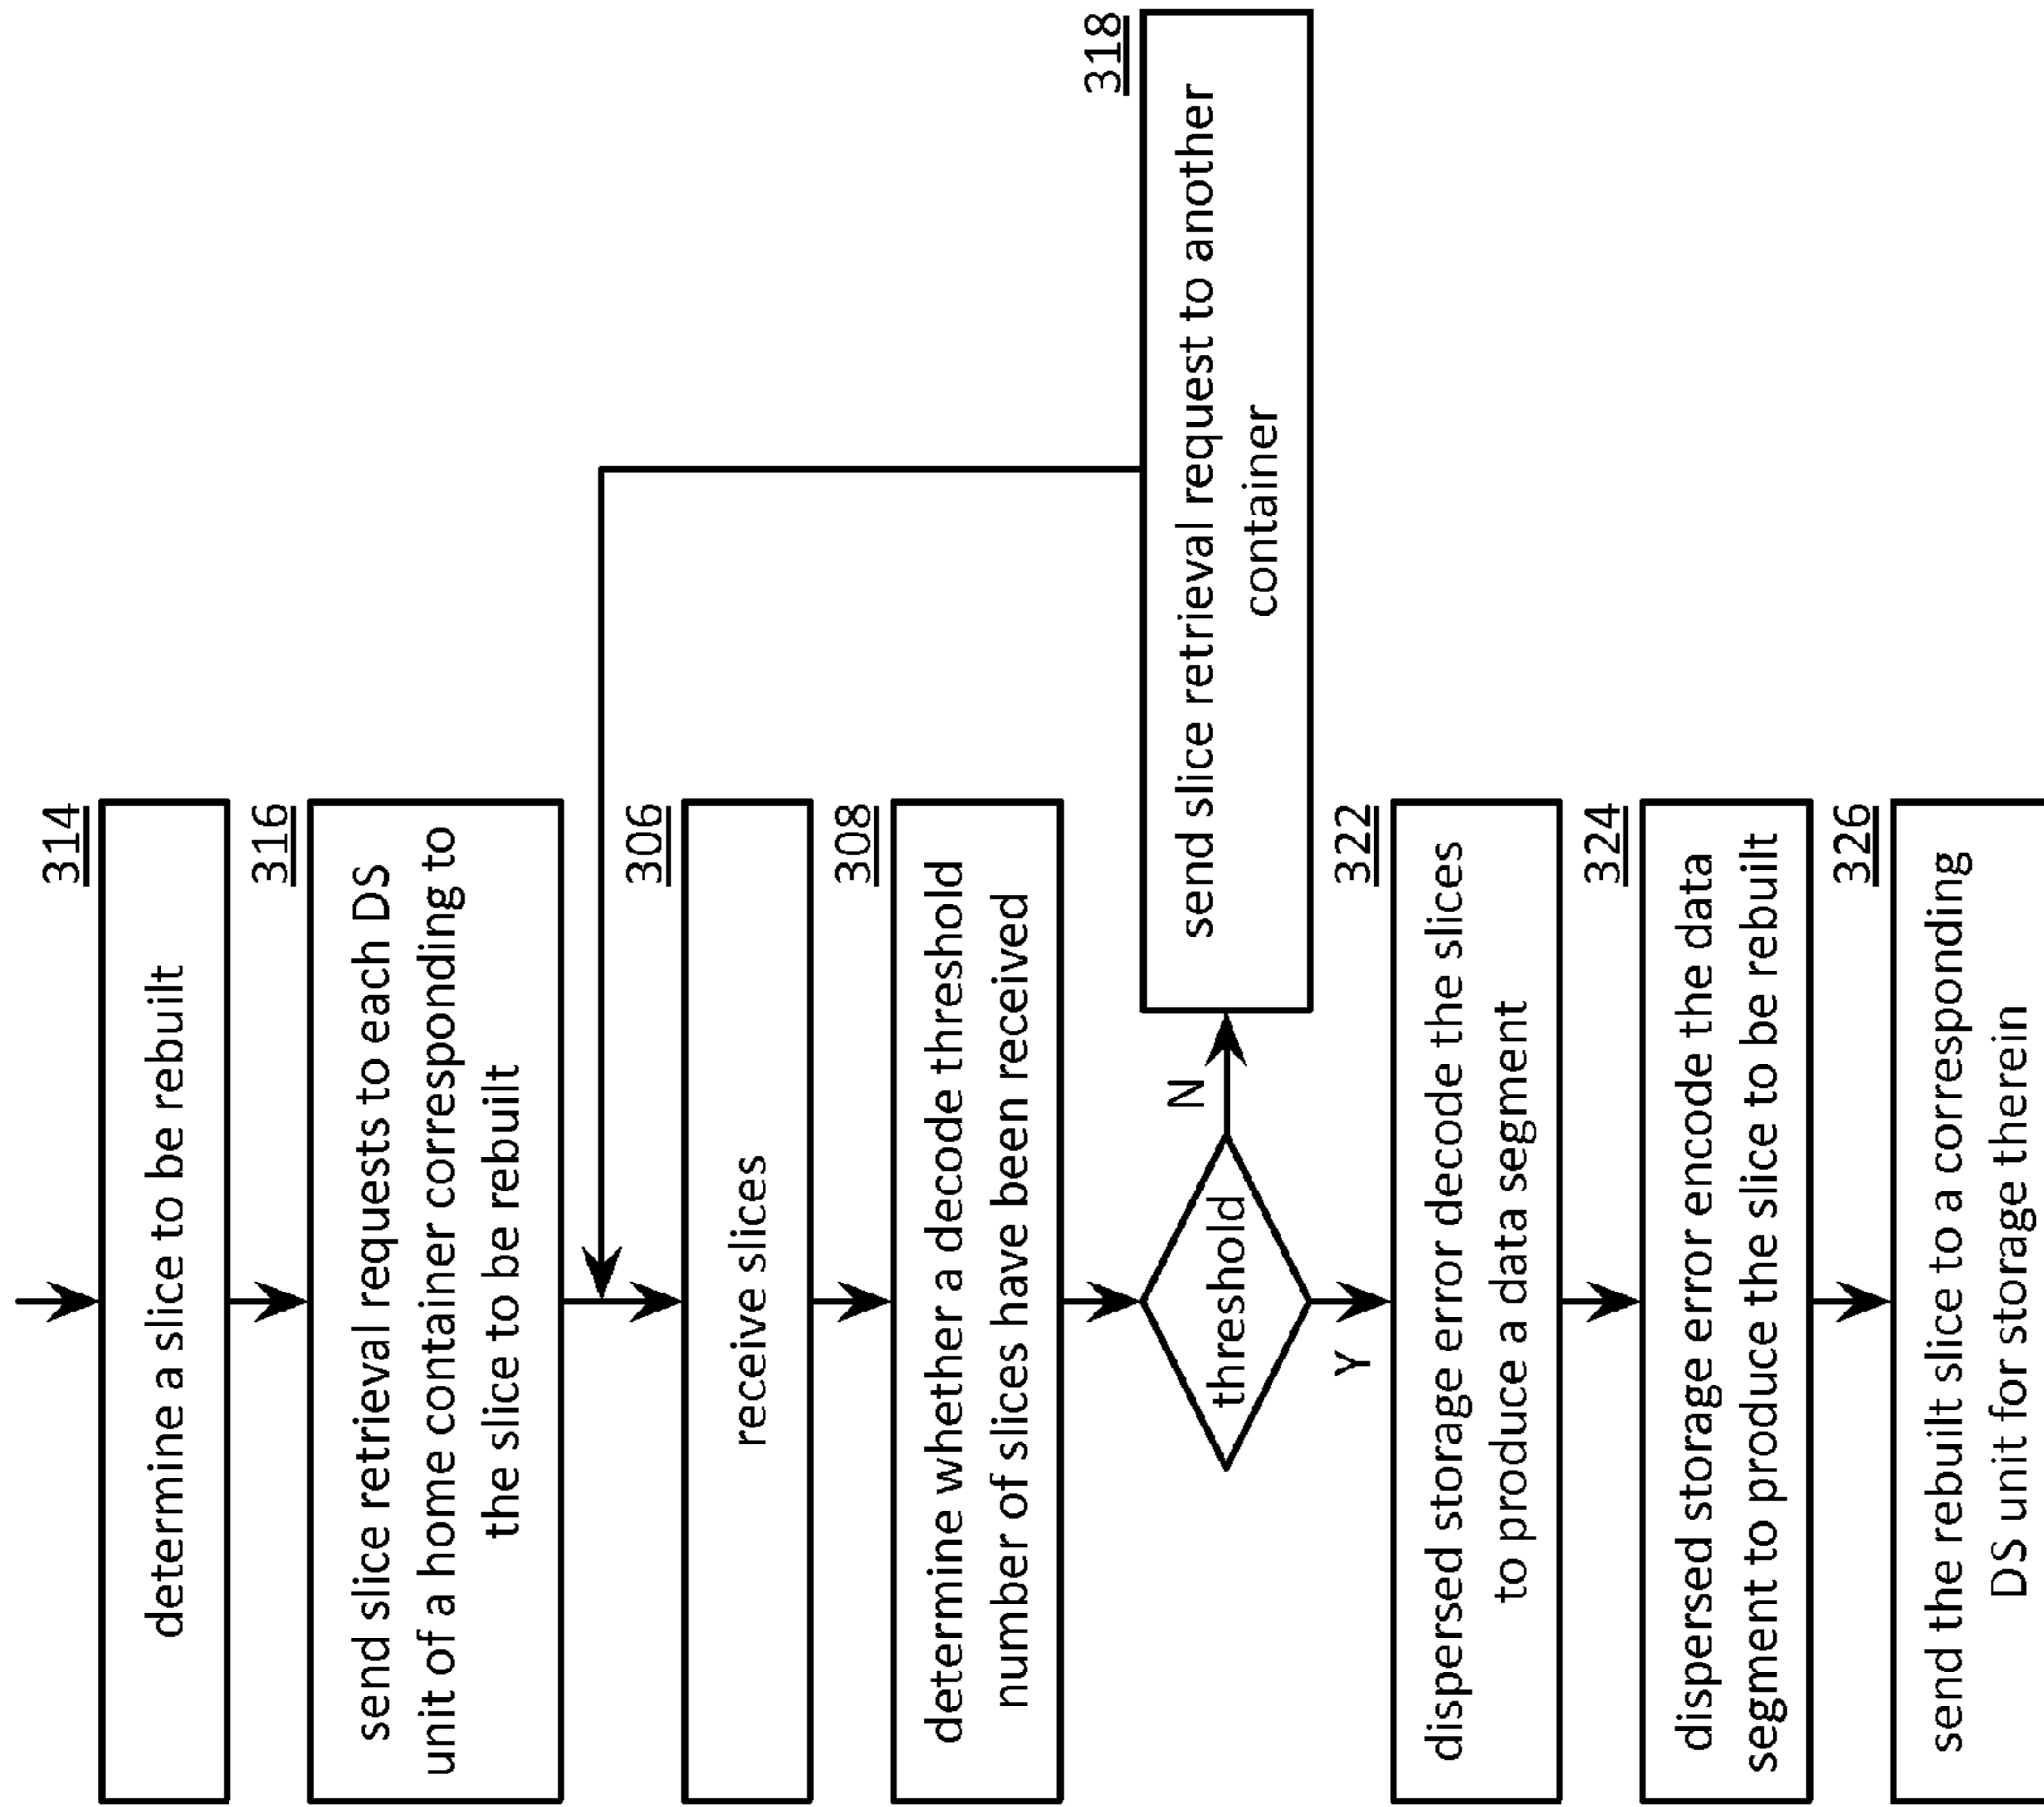 314
determine a slice to be rebuilt
316
send slice retrieval requests to each DS
unit of a home container corresponding to
the slice to be rebuilt
306
receive slices
308
determine whether a decode threshold
number of slices have been received
threshold
N
Y
318
send slice retrieval request to another
container
322
dispersed storage error decode the slices
to produce a data segment
324
dispersed storage error encode the data
segment to produce the slice to be rebuilt
326
send the rebuilt slice to a corresponding
DS unit for storage therein